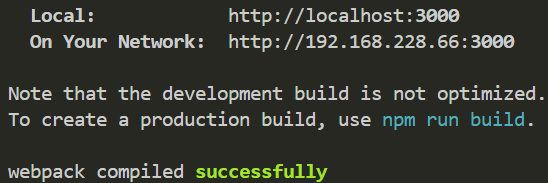 Local: http://localhost:3000
On Your Network: http://192.168.228.66:3000
Note that the development build is not optimized.
To create a production build, use npm run build.
webpack compiled successfully